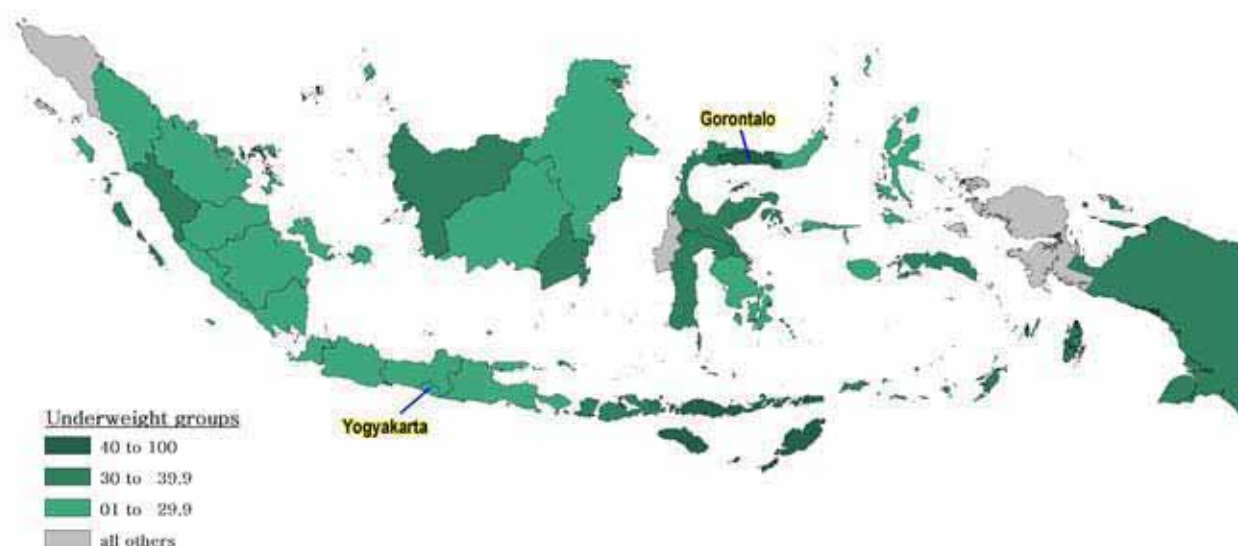 Gorontalo
Yogyakarta
Underweight groups
40 to 100
30 to 39.9
01 to 29.9
all others